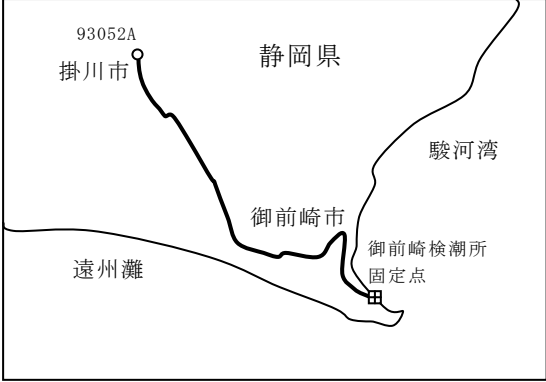 93052A
掛川市
静岡県
駿河湾
御前崎市
御前崎検潮所
固定点
遠州灘